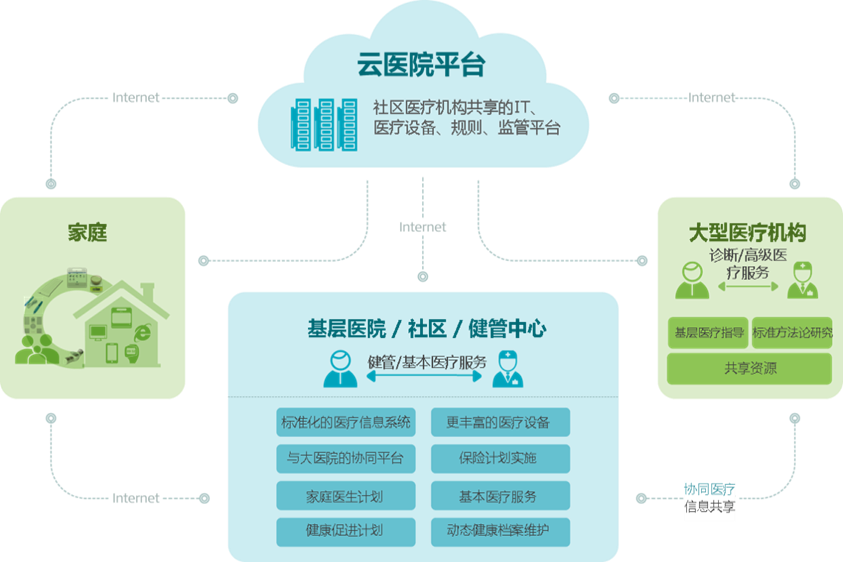 云医院平台
社区医疗机构共享的IT、
医疗设备、规则、监管平台
Internet
Internet
Internet
家庭
大型医疗机构
诊断/高级医
疗服务
基层医疗指导
标准方法论研究
共享资源
基层医院 / 社区 / 健管中心
健管/基本医疗服务
标准化的医疗信息系统
更丰富的医疗设备
与大医院的协同平台
保险计划实施
家庭医生计划
基本医疗服务
健康促进计划
动态健康档案维护
Internet
协同医疗
信息共享